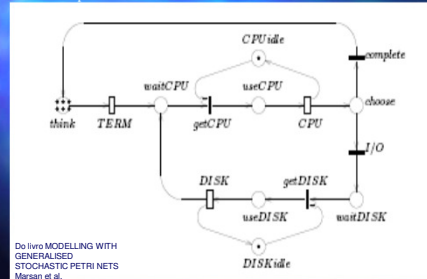 CPUidle
complete
waitCPU
useCPU
think
TERM
getCPU
CPU
choose
I/O
DISK
getDISK
useDISK
waitDISK
DISKidle
Do livro MODELLING WITH
GENERALISED
STOCHASTIC PETRI NETS
Marsan et al.